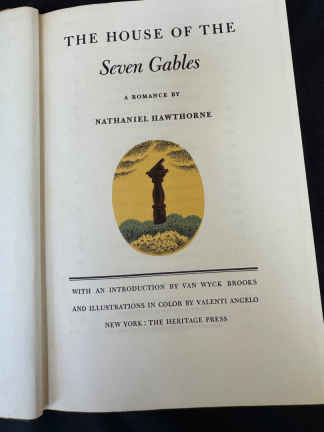 THE HOUSE OF THE
Seven Gables
A ROMANCE BY
NATHANIEL HAWTHORNE
WITH AN INTRODUCTION BY VAN WYCK BROOKS
AND ILLUSTRATIONS IN COLOR BY VALENTI ANGELO
NEW YORK : THE HERITAGE PRESS